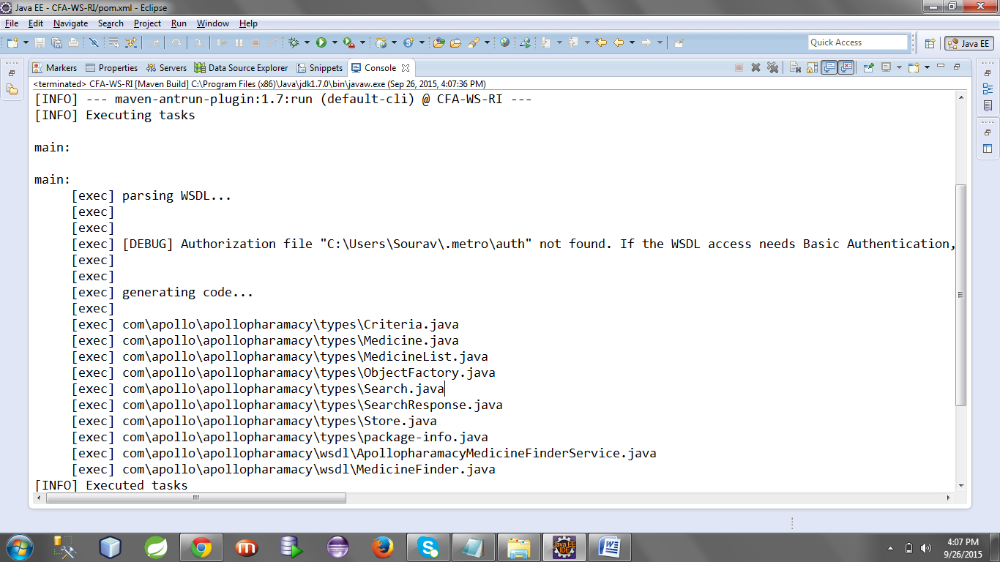 Java EE - CFA-WS-RI/pom.xml - Eclipse
File Edit Navigate Search Project Run Window Help
Quick Access
Java EE
Markers Properties Servers Data Source Explorer Snippets Console
<terminated> CFA-WS-RI [Maven Build] C:\Program Files (x86)\Java\jdk1.7.0\bin\javaw.exe (Sep 26, 2015, 4:07:36 PM)
[INFO] --- maven-antrun-plugin:1.7:run (default-cli) @ CFA-WS-RI ---
[INFO] Executing tasks
main:
main:
[exec] parsing WSDL...
[exec]
[exec]
[exec] [DEBUG] Authorization file "C:\Users\Sourav\.metro\auth" not found. If the WSDL access needs Basic Authentication,
[exec]
[exec]
[exec] generating code...
[exec]
[exec] com\apollo\apollopharamacy\types\Criteria.java
[exec] com\apollo\apollopharamacy\types\Medicine.java
[exec] com\apollo\apollopharamacy\types\MedicineList.java
[exec] com\apollo\apollopharamacy\types\ObjectFactory.java
[exec] com\apollo\apollopharamacy\types\Search.java
[exec] com\apollo\apollopharamacy\types\SearchResponse.java
[exec] com\apollo\apollopharamacy\types\Store.java
[exec] com\apollo\apollopharamacy\types\package-info.java
[exec] com\apollo\apollopharamacy\wsdl\ApollopharamacyMedicineFinderService.java
[exec] com\apollo\apollopharamacy\wsdl\MedicineFinder.java
[INFO] Executed tasks
Java EE
IDE
4:07 PM
9/26/2015